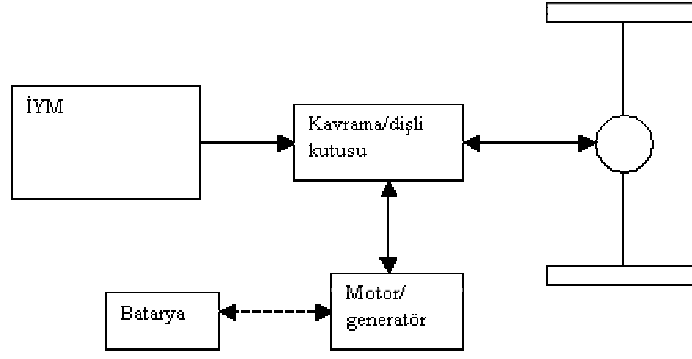 İYM
Kavrama/dişli
kutusu
Motor/
generatör
Batarya